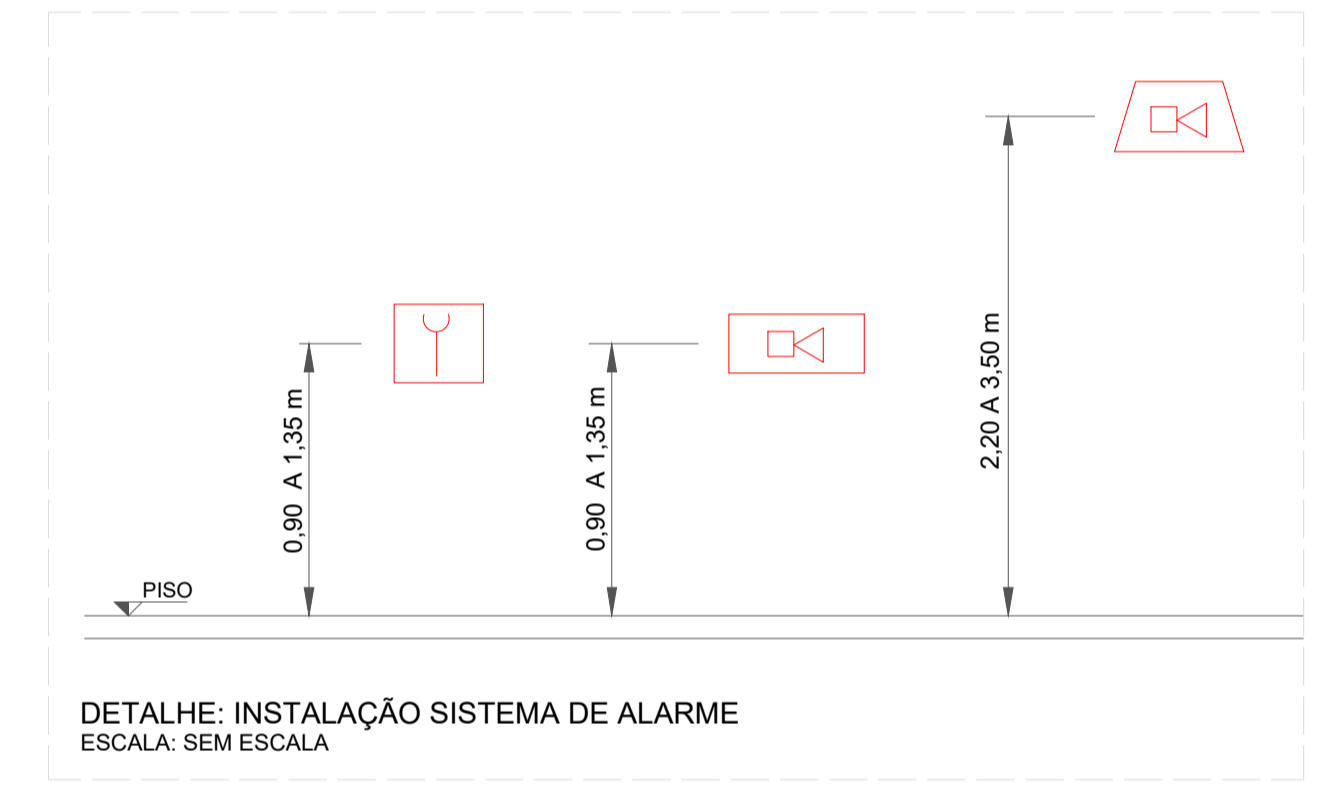 2,20 A 3,50 m
0,90  A 1,35 m
0,90  A 1,35 m
PISO
DETALHE: INSTALAÇÃO SISTEMA DE ALARME
ESCALA: SEM ESCALA